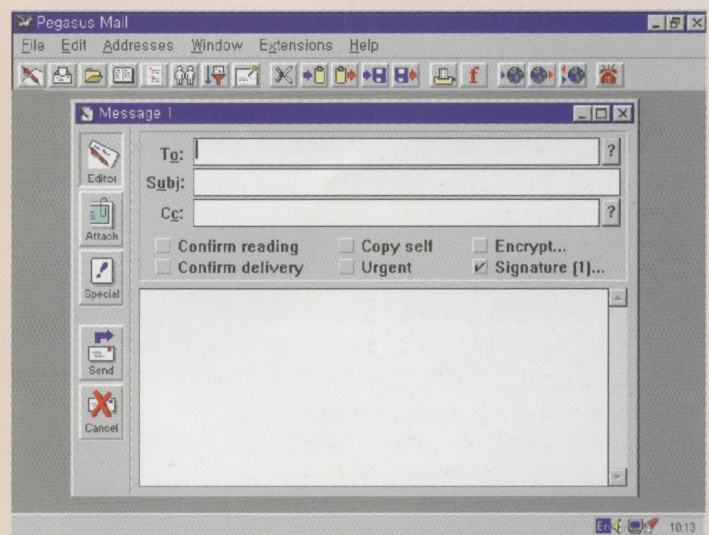 Pegasus Mail
File Edit Addresses Window Extensions Help
Message 1
To: ?
Subj:
Cc: ?
Confirm reading Copy self Encrypt...
Confirm delivery Urgent Signature (1)...
Editor
Attach
Special
Send
Cancel
En 10:13